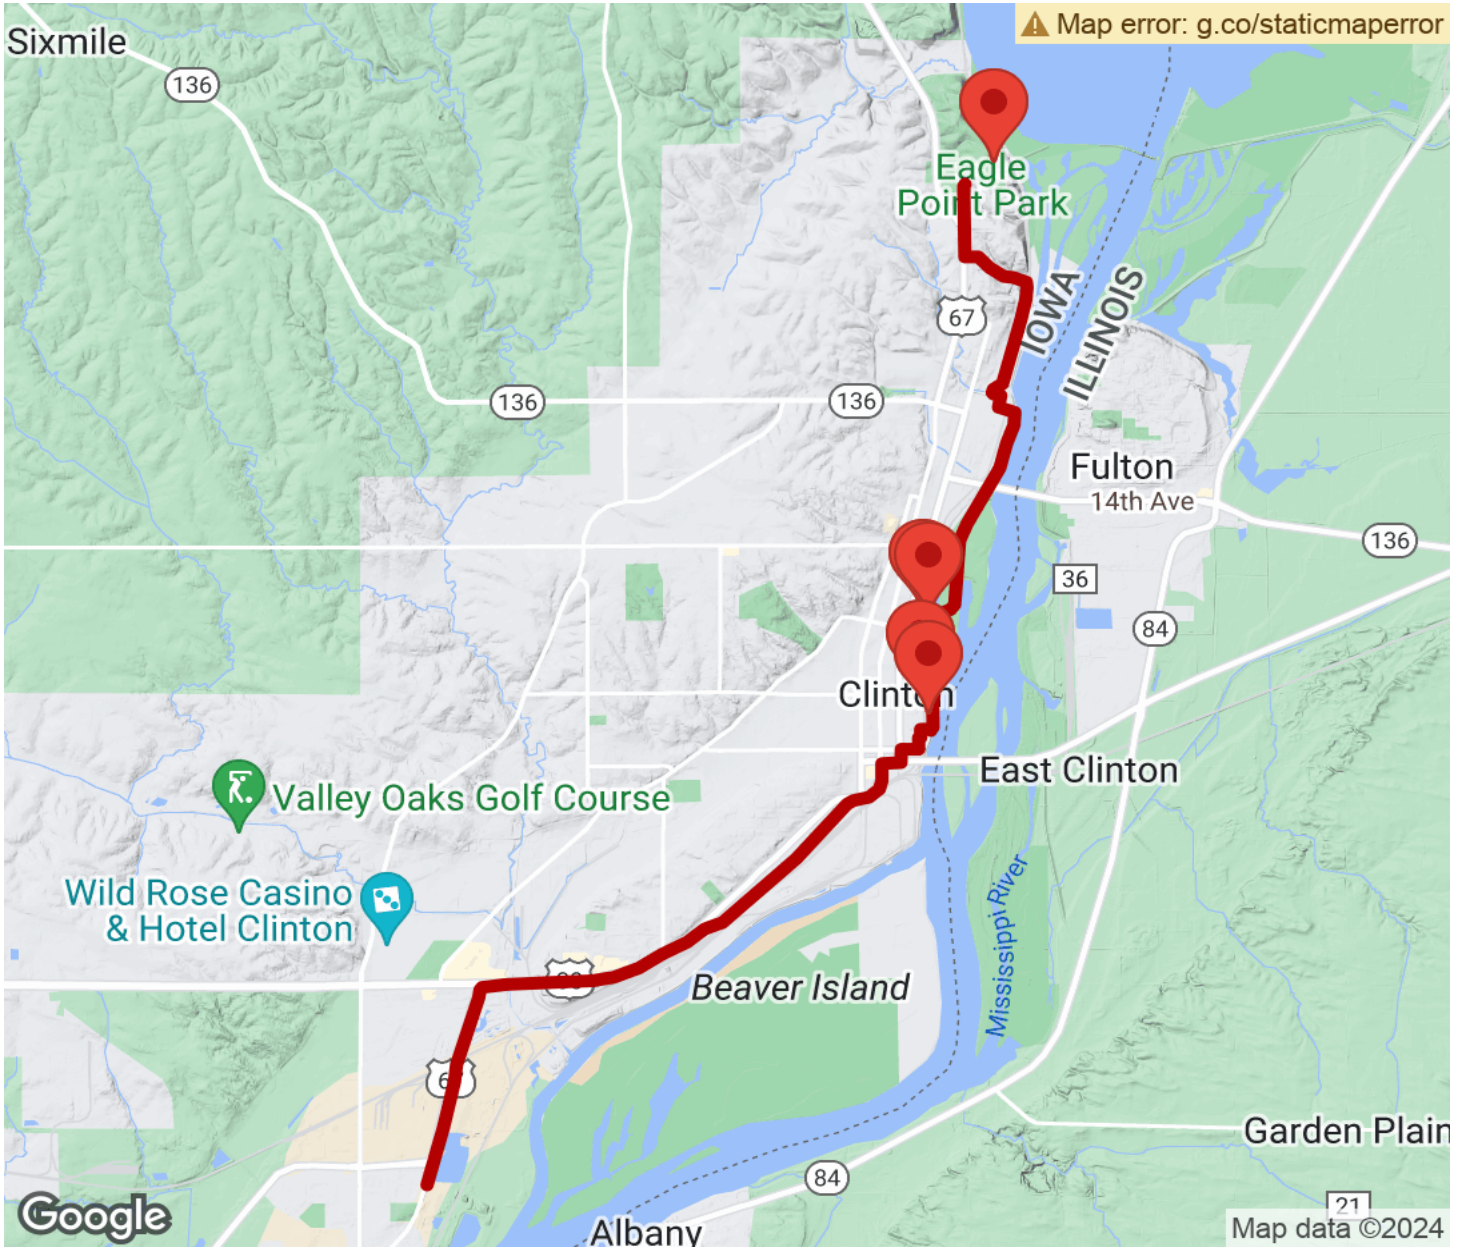 Map error: g.co/staticmaperror
Sixmile
136
Eagle
Point Park
67
IOWA
ILLINOIS
136
136
Fulton
14th Ave
136
36
84
Clinton
East Clinton
Valley Oaks Golf Course
Wild Rose Casino
& Hotel Clinton
Mississippi River
Beaver Island
Garden Plain
84
21
Google
Albany
Map data ©2024